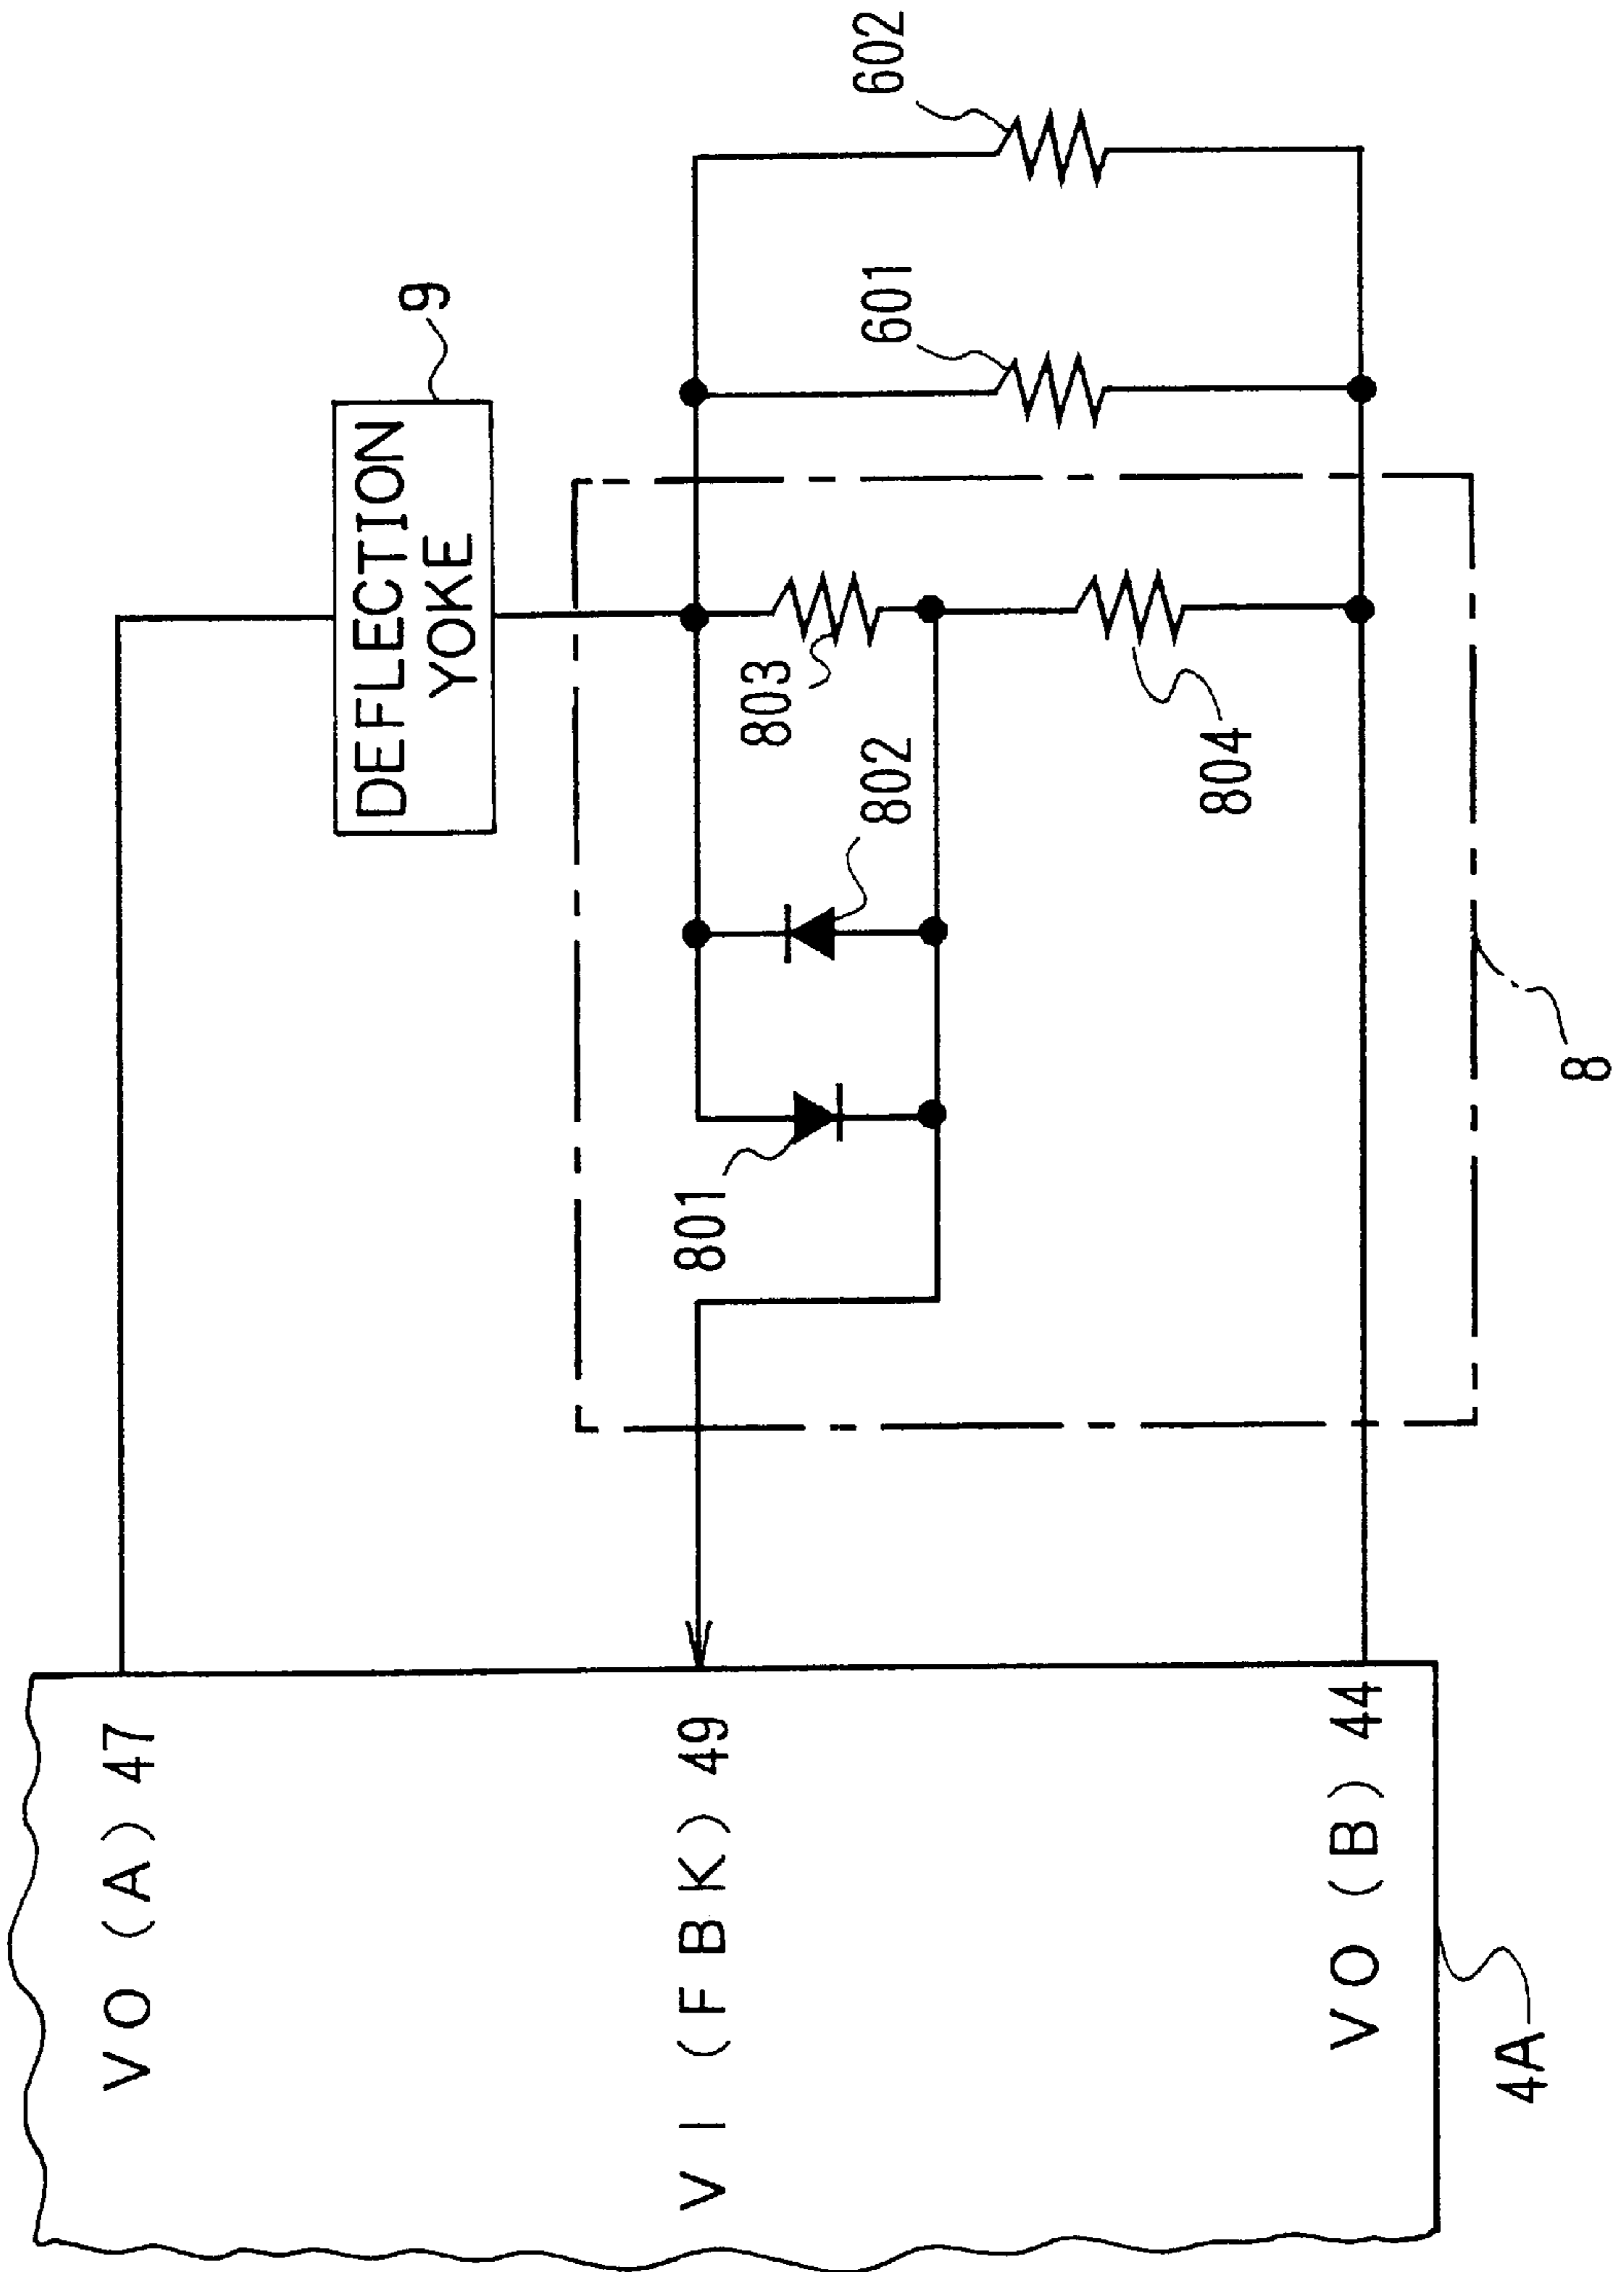 VO (A) 47
VI (FBK) 49
VO (B) 44
4A
DEFLECTION
YOKE
9
801
802
803
804
8
601
602